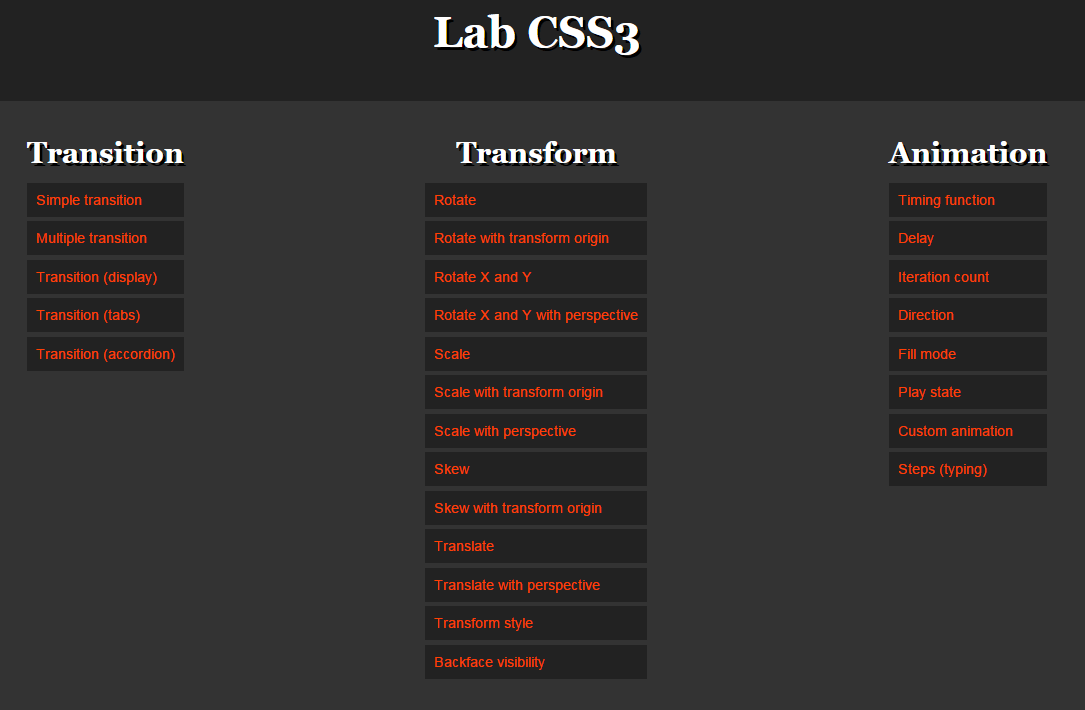 Lab CSS3
Transition
Simple transition
Multiple transition
Transition (display)
Transition (tabs)
Transition (accordion)
Transform
Rotate
Rotate with transform origin
Rotate X and Y
Rotate X and Y with perspective
Scale
Scale with transform origin
Scale with perspective
Skew
Skew with transform origin
Translate
Translate with perspective
Transform style
Backface visibility
Animation
Timing function
Delay
Iteration count
Direction
Fill mode
Play state
Custom animation
Steps (typing)